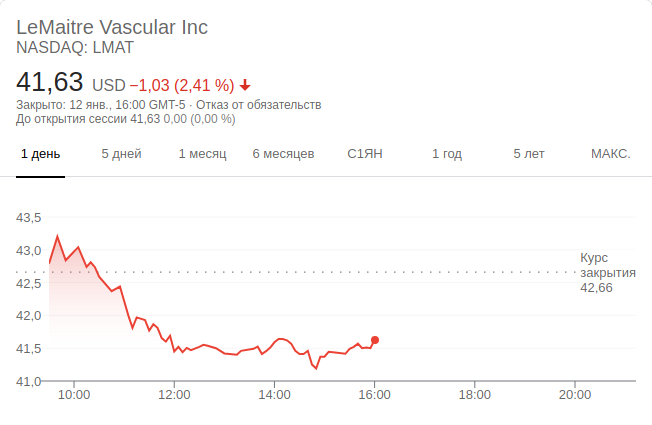 LeMaitre Vascular Inc
NASDAQ: LMAT
41,63 USD −1,03 (2,41 %)
Закрыто: 12 янв., 16:00 GMT-5 · Отказ от обязательств
До открытия сессии 41,63 0,00 (0,00 %)
1 день 5 дней 1 месяц 6 месяцев С1ЯН 1 год 5 лет МАКС.
43,5
43,0
Курс
закрытия
42,66
42,5
42,0
41,5
41,0
10:00 12:00 14:00 16:00 18:00 20:00